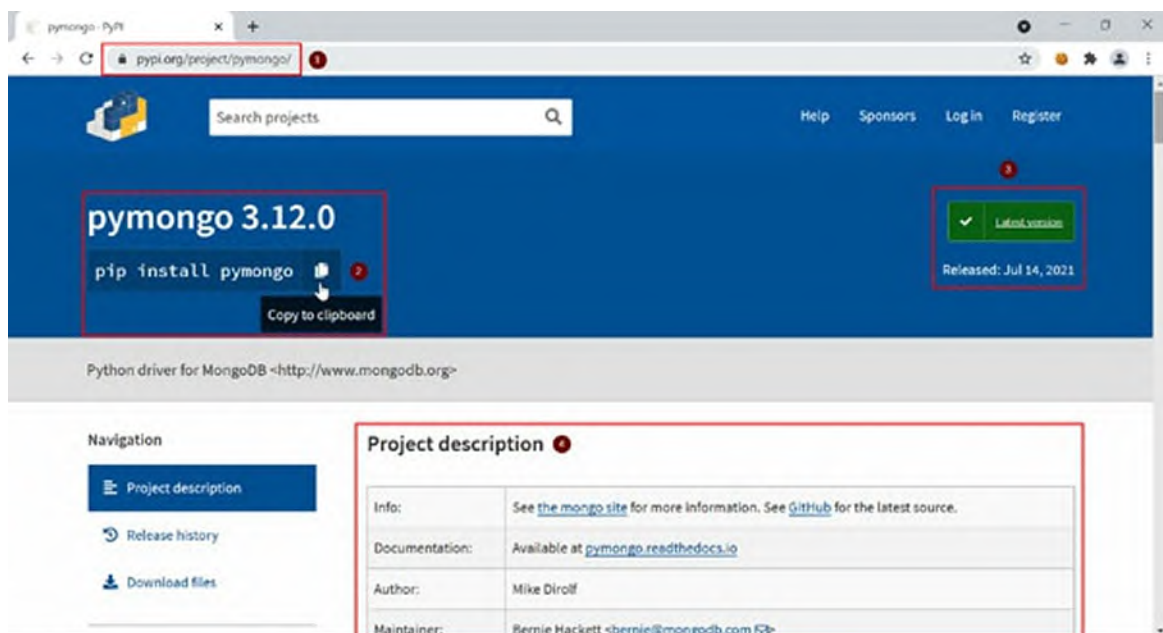 pymongo · PyPI
pypi.org/project/pymongo/
1
Search projects
Help Sponsors Log in Register
3
pymongo 3.12.0
Latest version
pip install pymongo
2
Released: Jul 14, 2021
Copy to clipboard
Python driver for MongoDB <http://www.mongodb.org>
Navigation
Project description 4
Project description
Info: See the mongo site for more information. See GitHub for the latest source.
Release history
Documentation: Available at pymongo.readthedocs.io
Download files
Author: Mike Dirolf
Maintainer: Bernie Hackett <bernie@mongodb.com>